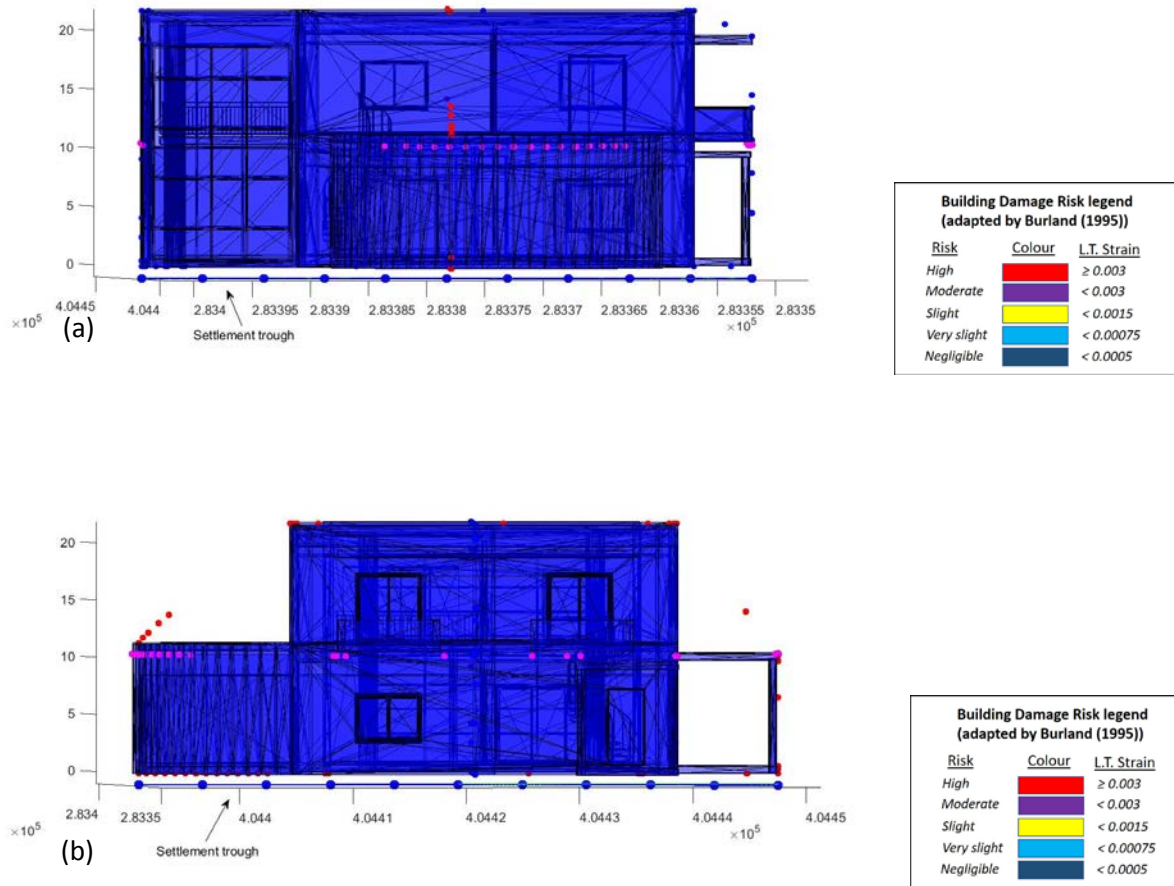 20
15
10
5
0
4.0445
4.044
2.834
2.83395
2.8339
2.83385
2.8338
2.83375
2.8337
2.83365
2.8336
2.83355
2.8335
×10⁵
×10⁵
(a)
Settlement trough
Building Damage Risk legend
(adapted by Burland (1995))
Risk Colour L.T. Strain
High ≥ 0.003
Moderate < 0.003
Slight < 0.0015
Very slight < 0.00075
Negligible < 0.0005
20
15
10
5
0
2.834
2.8335
4.044
4.0441
4.0442
4.0443
4.0444
4.0445
×10⁵
×10⁵
(b)
Settlement trough
Building Damage Risk legend
(adapted by Burland (1995))
Risk Colour L.T. Strain
High ≥ 0.003
Moderate < 0.003
Slight < 0.0015
Very slight < 0.00075
Negligible < 0.0005